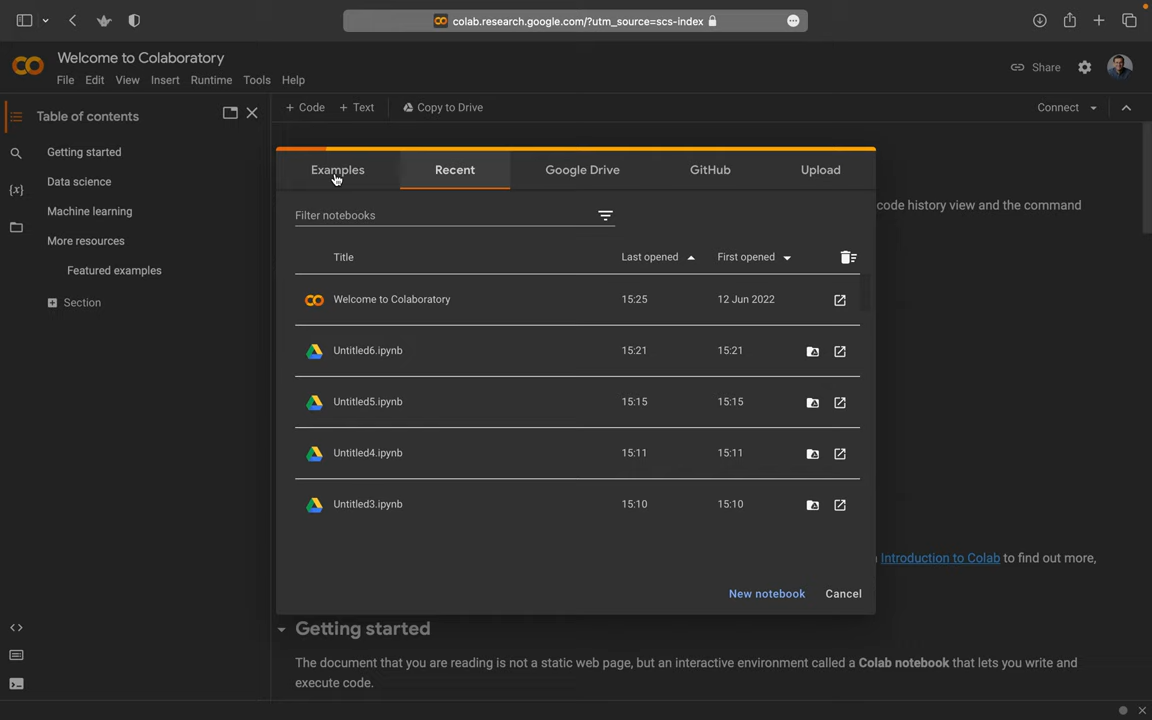 colab.research.google.com/?utm_source=scs-index
Welcome to Colaboratory
File Edit View Insert Runtime Tools Help
Share
Table of contents
+ Code + Text Copy to Drive
Connect
Getting started
Data science
Machine learning
More resources
Featured examples
Section
Examples Recent Google Drive GitHub Upload
code history view and the command
Filter notebooks
Title Last opened First opened
Welcome to Colaboratory 15:25 12 Jun 2022
Untitled6.ipynb 15:21 15:21
Untitled5.ipynb 15:15 15:15
Untitled4.ipynb 15:11 15:11
Untitled3.ipynb 15:10 15:10
Introduction to Colab to find out more,
New notebook Cancel
Getting started
The document that you are reading is not a static web page, but an interactive environment called a Colab notebook that lets you write and
execute code.